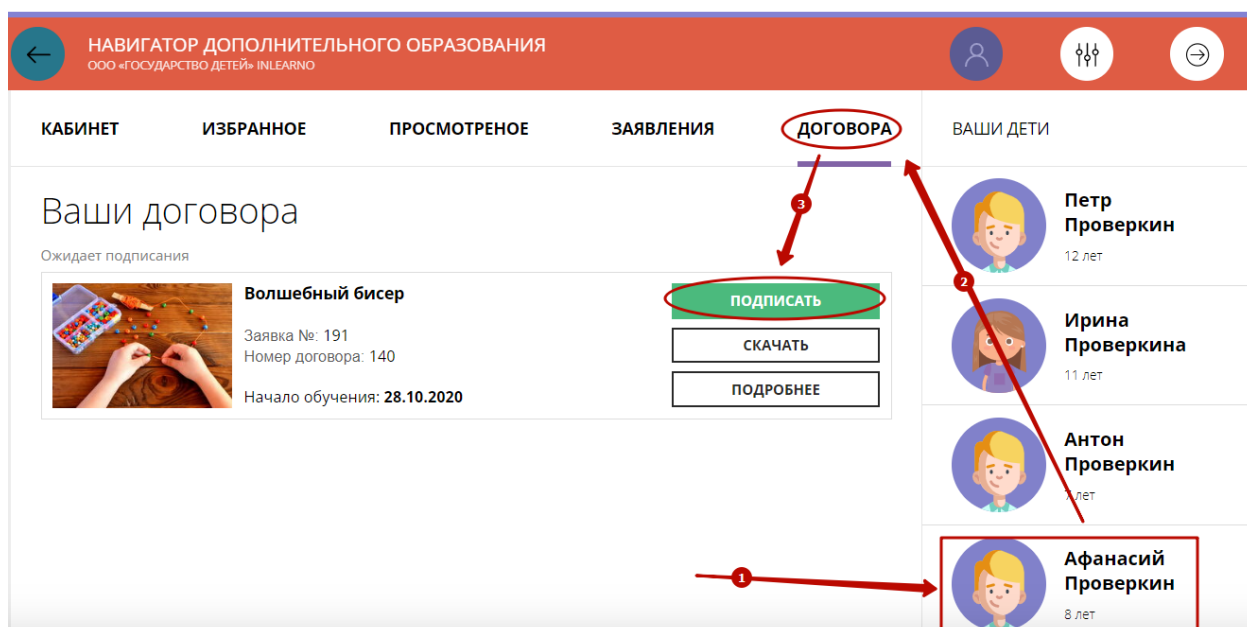 НАВИГАТОР ДОПОЛНИТЕЛЬНОГО ОБРАЗОВАНИЯ
ООО «ГОСУДАРСТВО ДЕТЕЙ» INLEARNO
КАБИНЕТ
ИЗБРАННОЕ
ПРОСМОТРЕНОЕ
ЗАЯВЛЕНИЯ
ДОГОВОРА
Ваши договора
Ожидает подписания
Волшебный бисер
Заявка №: 191
Номер договора: 140
Начало обучения: 28.10.2020
ПОДПИСАТЬ
СКАЧАТЬ
ПОДРОБНЕЕ
ВАШИ ДЕТИ
Петр
Проверкин
12 лет
Ирина
Проверкина
11 лет
Антон
Проверкин
7 лет
Афанасий
Проверкин
8 лет
1
2
3